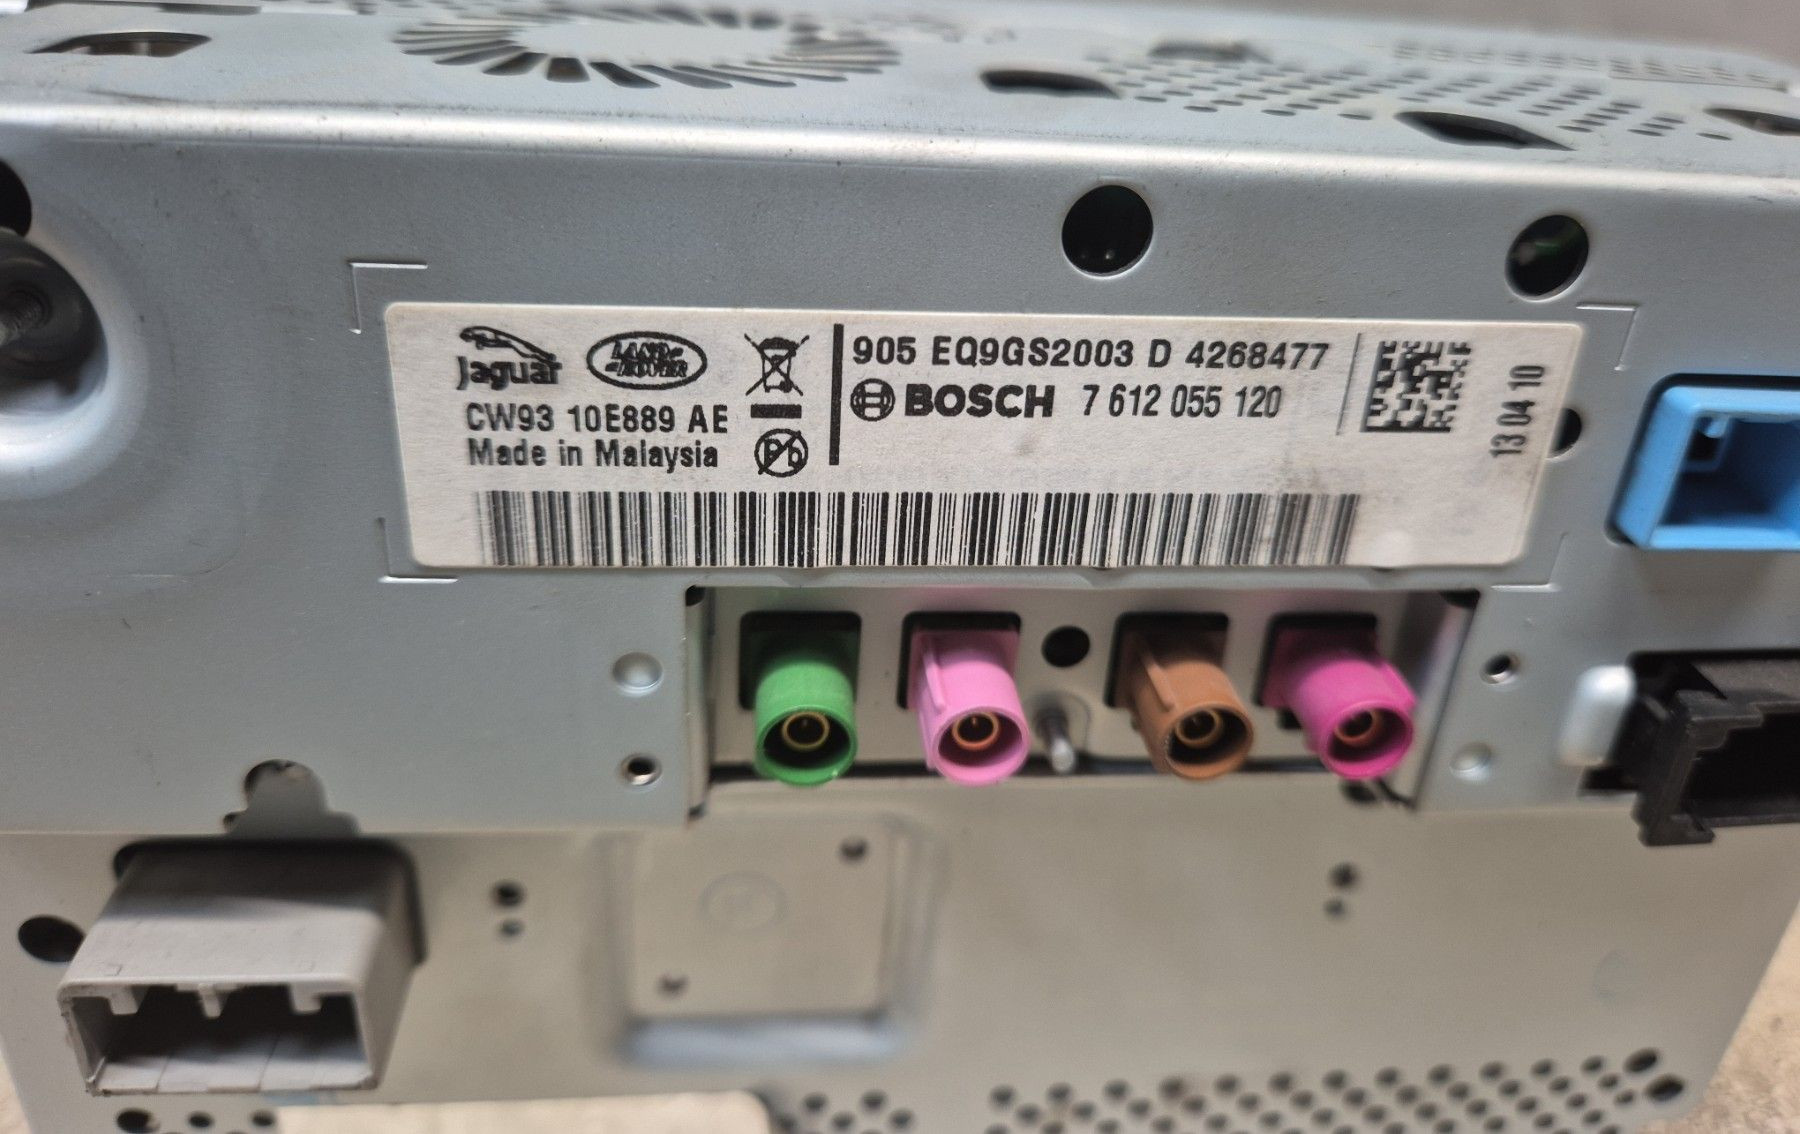 Jaguar
LAND-
-ROVER
CW93 10E889 AE
Made in Malaysia
Pb
905 EQ9GS2003 D 4268477
BOSCH 7 612 055 120
13 04 10